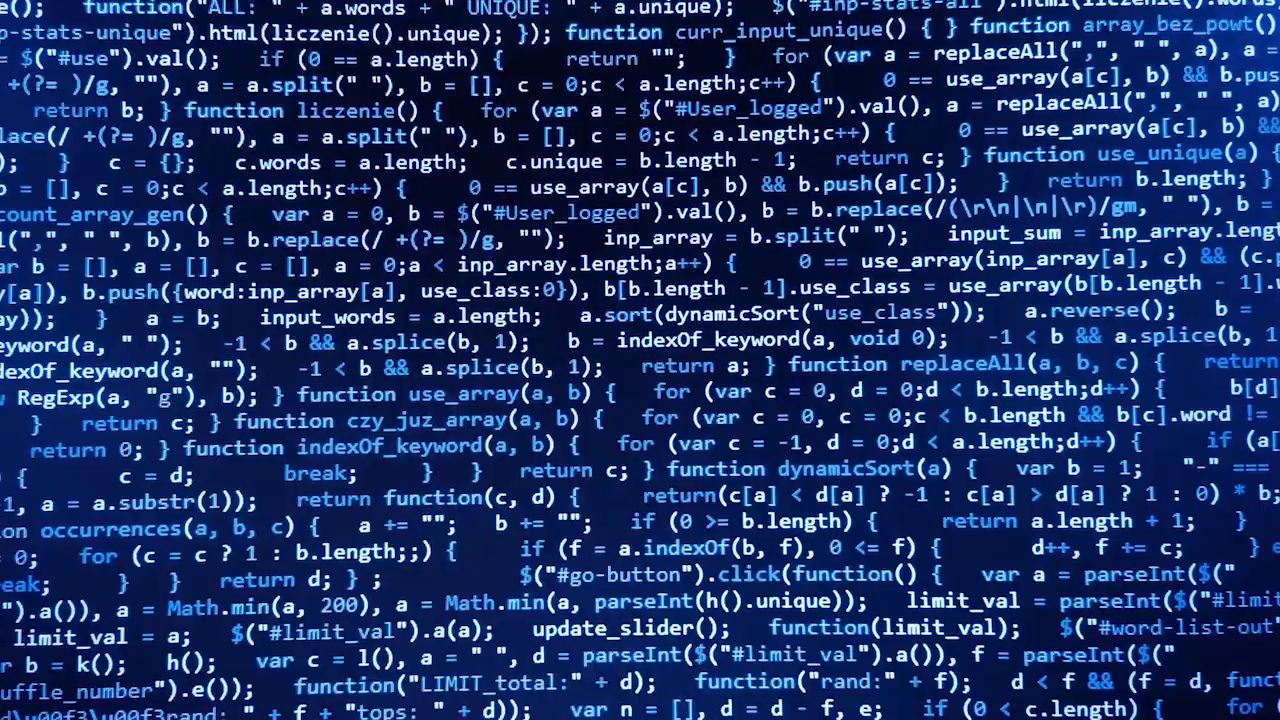 e();   function("ALL: " + a.words + " UNIQUE: " + a.unique);   $("#inp-stats-all").html(liczenie().words);
p-stats-unique").html(liczenie().unique); }); function curr_input_unique() { } function array_bez_powt()
= $("#use").val();   if (0 == a.length) {     return "";   }   for (var a = replaceAll(",", " ", a), a =
+(?= )/g, ""), a = a.split(" "), b = [], c = 0;c < a.length;c++) {     0 == use_array(a[c], b) && b.pus
return b; } function liczenie() {   for (var a = $("#User_logged").val(), a = replaceAll(",", " ", a)
lace(/ +(?= )/g, ""), a = a.split(" "), b = [], c = 0;c < a.length;c++) {     0 == use_array(a[c], b) &&
);   }   c = {};   c.words = a.length;   c.unique = b.length - 1;   return c; } function use_unique(a) {
b = [], c = 0;c < a.length;c++) {     0 == use_array(a[c], b) && b.push(a[c]);   }   return b.length; }
count_array_gen() {   var a = 0, b = $("#User_logged").val(), b = b.replace(/(\r\n|\n|\r)/gm, " "), b =
l(",", " ", b), b = b.replace(/ +(?= )/g, "");   inp_array = b.split(" ");   input_sum = inp_array.lengt
ar b = [], a = [], c = [], a = 0;a < inp_array.length;a++) {     0 == use_array(inp_array[a], c) && (c.p
y[a]), b.push({word:inp_array[a], use_class:0}), b[b.length - 1].use_class = use_array(b[b.length - 1].w
ay));   }   a = b;   input_words = a.length;   a.sort(dynamicSort("use_class"));   a.reverse();   b =
eyword(a, " ");   -1 < b && a.splice(b, 1);   b = indexOf_keyword(a, void 0);   -1 < b && a.splice(b, 1
dexOf_keyword(a, "");   -1 < b && a.splice(b, 1);   return a; } function replaceAll(a, b, c) {   return
RegExp(a, "g"), b); } function use_array(a, b) {   for (var c = 0, d = 0;d < b.length;d++) {     b[d]
}   return c; } function czy_juz_array(a, b) {   for (var c = 0, c = 0;c < b.length && b[c].word !=
return 0; } function indexOf_keyword(a, b) {   for (var c = -1, d = 0;d < a.length;d++) {     if (a[
{       c = d;       break;     }   }   return c; } function dynamicSort(a) {   var b = 1;   "-" ===
-1, a = a.substr(1));   return function(c, d) {     return(c[a] < d[a] ? -1 : c[a] > d[a] ? 1 : 0) * b;
on occurrences(a, b, c) {   a += "";   b += "";   if (0 >= b.length) {     return a.length + 1;   }
= 0;   for (c = c ? 1 : b.length;;) {     if (f = a.indexOf(b, f), 0 <= f) {       d++, f += c;     } e
eak;     }   }   return d; } ;         $("#go-button").click(function() {   var a = parseInt($("
").a()), a = Math.min(a, 200), a = Math.min(a, parseInt(h().unique));   limit_val = parseInt($("#limit
limit_val = a;   $("#limit_val").a(a);   update_slider();   function(limit_val);   $("#word-list-out"
r b = k();   h();   var c = l(), a = " ", d = parseInt($("#limit_val").a()), f = parseInt($("
uffle_number").e());   function("LIMIT_total:" + d);   function("rand:" + f);   d < f && (f = d, funct
\u00f3rand: " + f + "tops: " + d));   var n = [], d = d - f, e;   if (0 < c.length) {     for